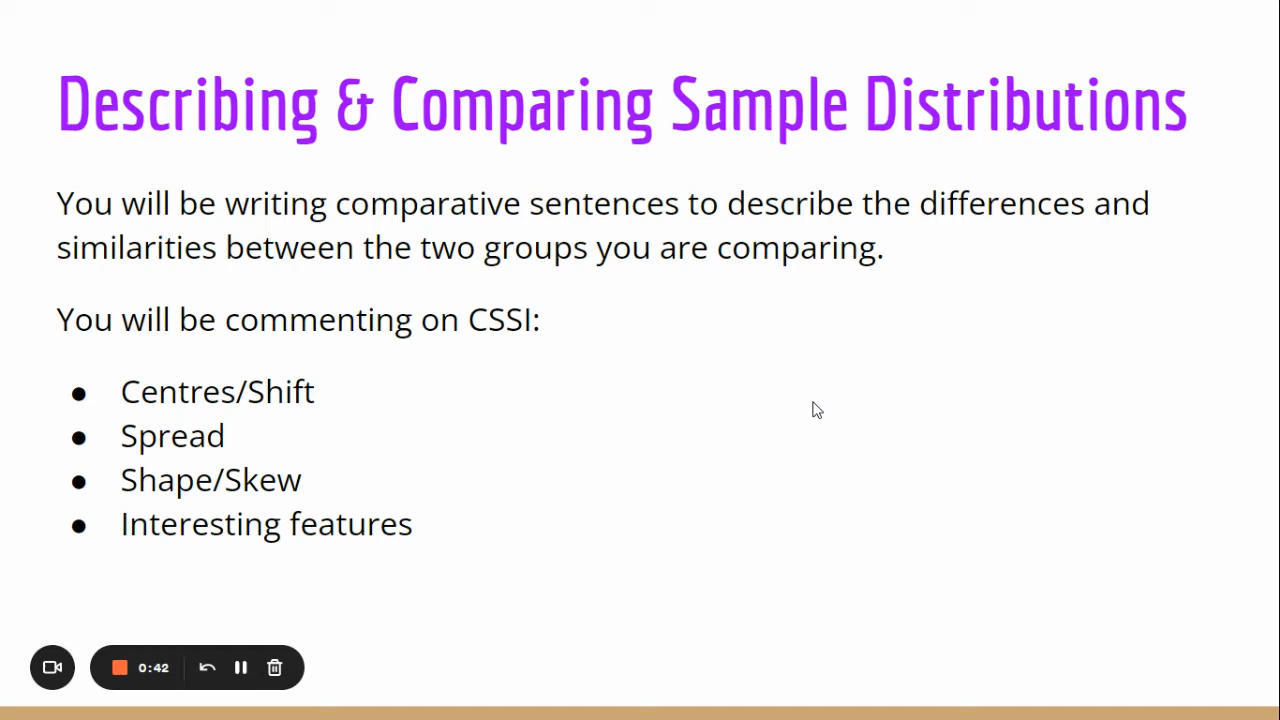 Describing & Comparing Sample Distributions
You will be writing comparative sentences to describe the differences and
similarities between the two groups you are comparing.
You will be commenting on CSSI:
● Centres/Shift
● Spread
● Shape/Skew
● Interesting features
0:42